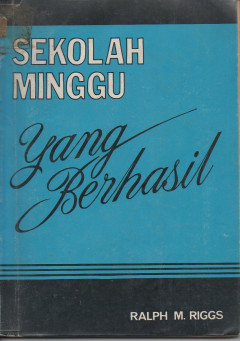 SEKOLAH
MINGGU
Yang
Berhasil
RALPH M. RIGGS